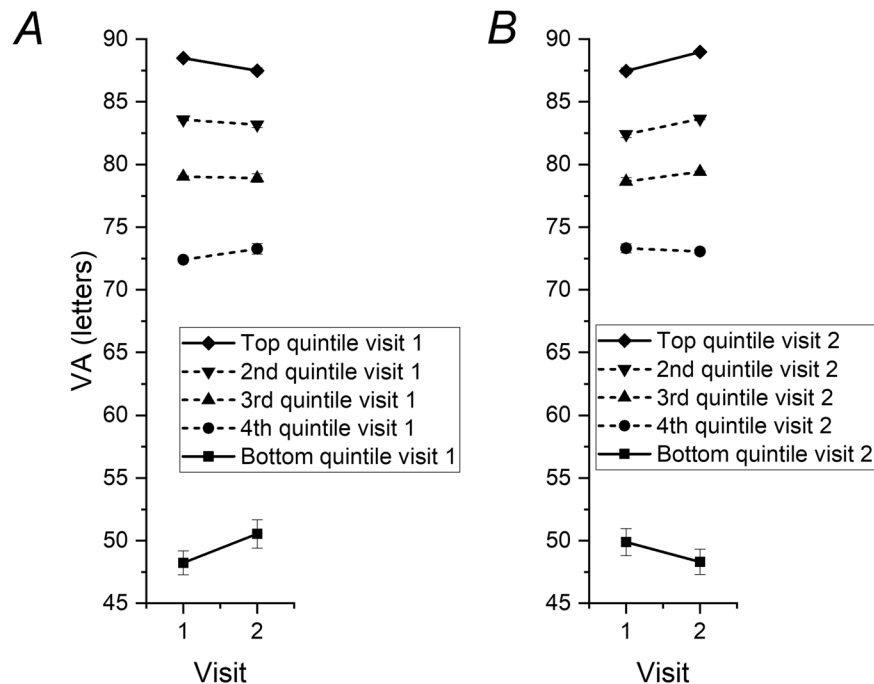 A
90
85
80
75
70
65
60
55
50
45
VA (letters)
Top quintile visit 1
2nd quintile visit 1
3rd quintile visit 1
4th quintile visit 1
Bottom quintile visit 1
1 2
Visit
B
90
85
80
75
70
65
60
55
50
45
Top quintile visit 2
2nd quintile visit 2
3rd quintile visit 2
4th quintile visit 2
Bottom quintile visit 2
1 2
Visit